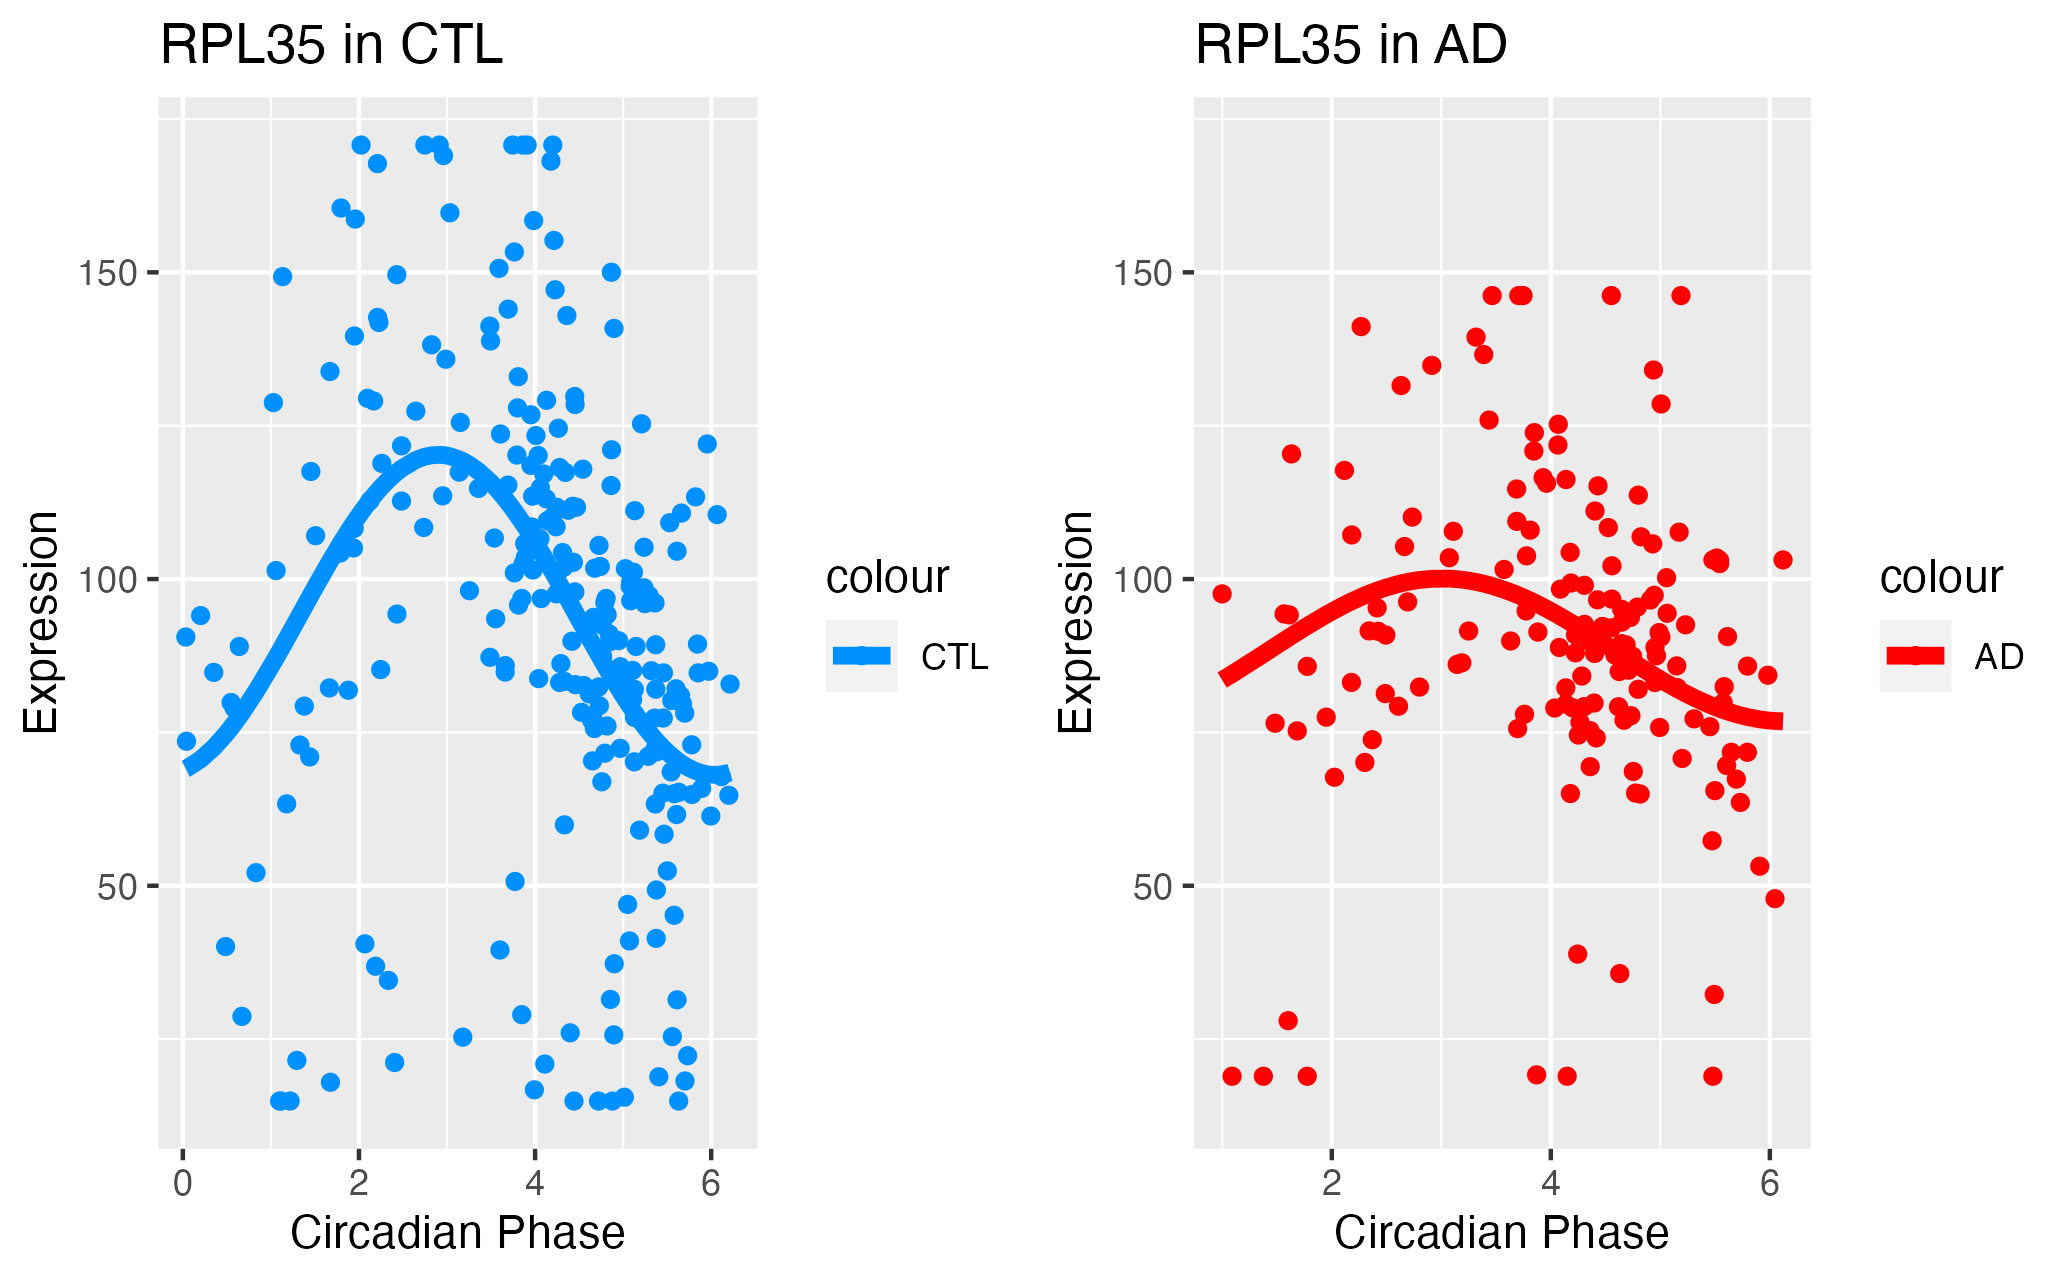 RPL35 in CTL
Expression
150
100
50
0 2 4 6
Circadian Phase
colour
CTL
RPL35 in AD
Expression
150
100
50
2 4 6
Circadian Phase
colour
AD